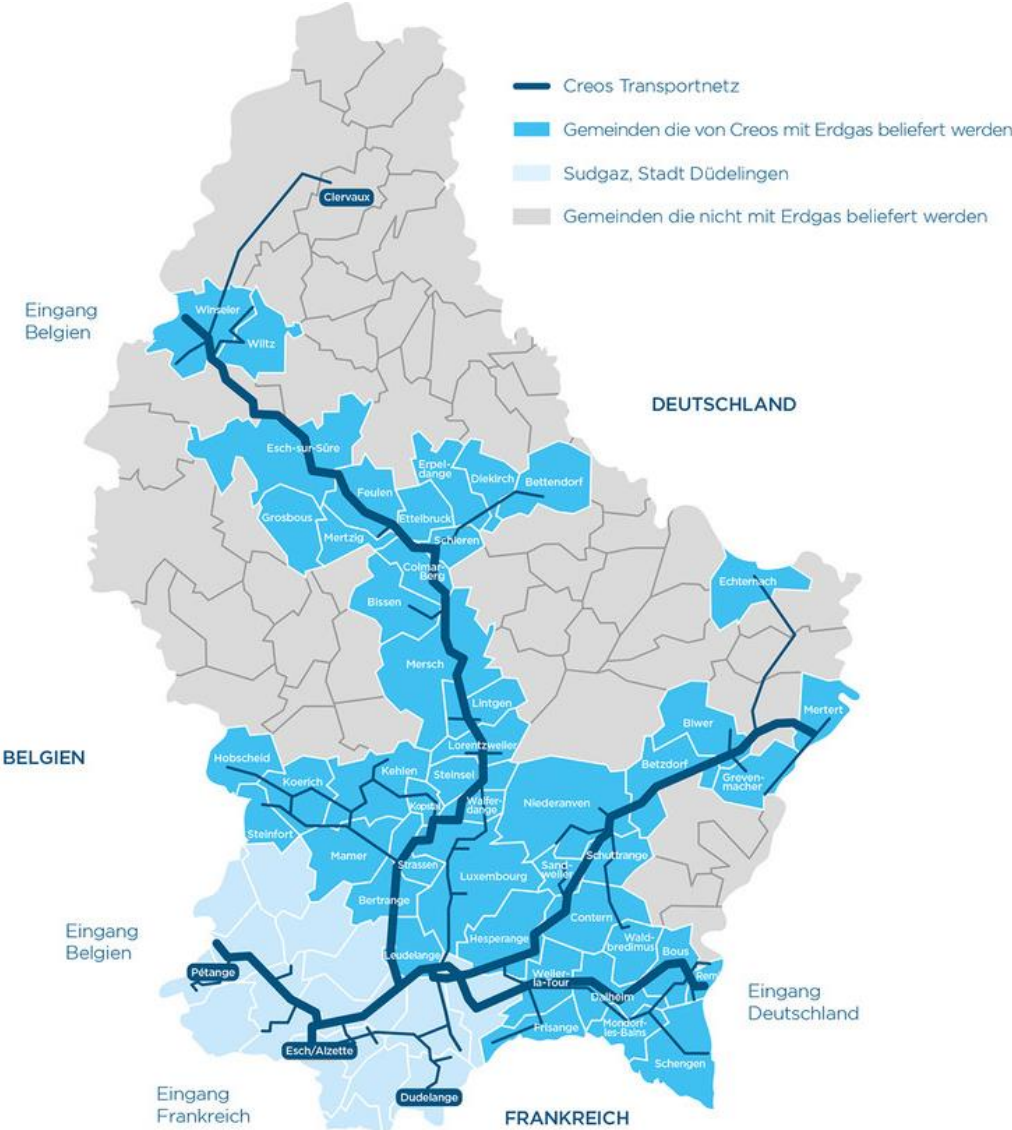 Creos Transportnetz
Gemeinden die von Creos mit Erdgas beliefert werden
Sudgaz, Stadt Düdelingen
Gemeinden die nicht mit Erdgas beliefert werden
Clervaux
Eingang
Belgien
Winseler
Wiltz
DEUTSCHLAND
Esch-sur-Sûre
Erpel-
dange
Diekirch
Bettendorf
Feulen
Grosbous
Ettelbruck
Mertzig
Schieren
Colmar-
Berg
Echternach
Bissen
Mersch
Lintgen
Mertert
Biwer
Lorentzweiler
BELGIEN
Hobscheid
Koerich
Kehlen
Steinsel
Betzdorf
Greven-
macher
Kopstal
Walfer-
dange
Niederanven
Steinfort
Mamer
Strassen
Luxembourg
Sand-
weiler
Schuttrange
Bertrange
Contern
Eingang
Belgien
Hesperange
Wald-
bredimus
Bous
Leudelange
Pétange
Weiler-l
la-Tour
Rem
Eingang
Deutschland
Dalheim
Frisange
Mondorf-
les-Bains
Esch/Alzette
Schengen
Eingang
Frankreich
Dudelange
FRANKREICH